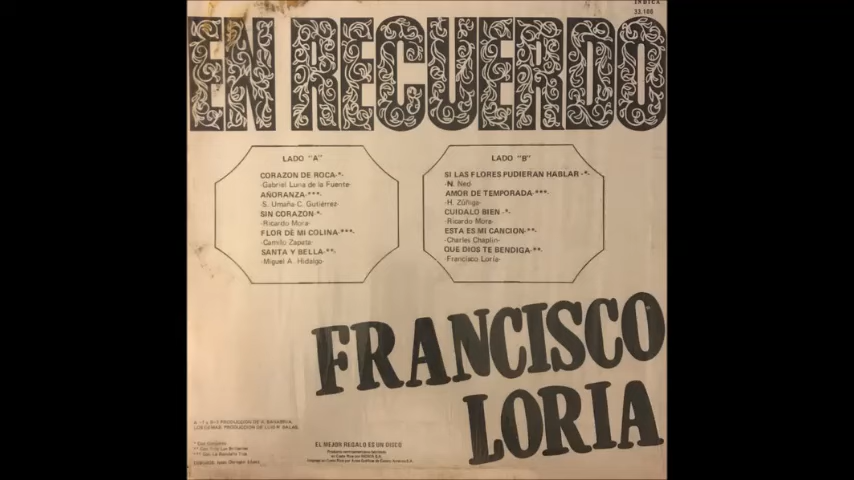 INDICA
33.186
EN RECUERDO
LADO "A"
CORAZON DE ROCA-*-
-Gabriel Luna de la Fuente-
AÑORANZA-***-
-S. Umaña-C. Gutiérrez-
SIN CORAZON-*-
-Ricardo Mora-
FLOR DE MI COLINA-***-
-Camilo Zapata-
SANTA Y BELLA-**-
-Miguel A. Hidalgo-
LADO "B"
SI LAS FLORES PUDIERAN HABLAR-*-
-N. Ned-
AMOR DE TEMPORADA-***-
-H. Zúñiga-
CUIDALO BIEN-*-
-Ricardo Mora-
ESTA ES MI CANCION-**-
-Charles Chaplin-
QUE DIOS TE BENDIGA-**-
-Francisco Loría-
FRANCISCO
LORIA
EL MEJOR REGALO ES UN DISCO